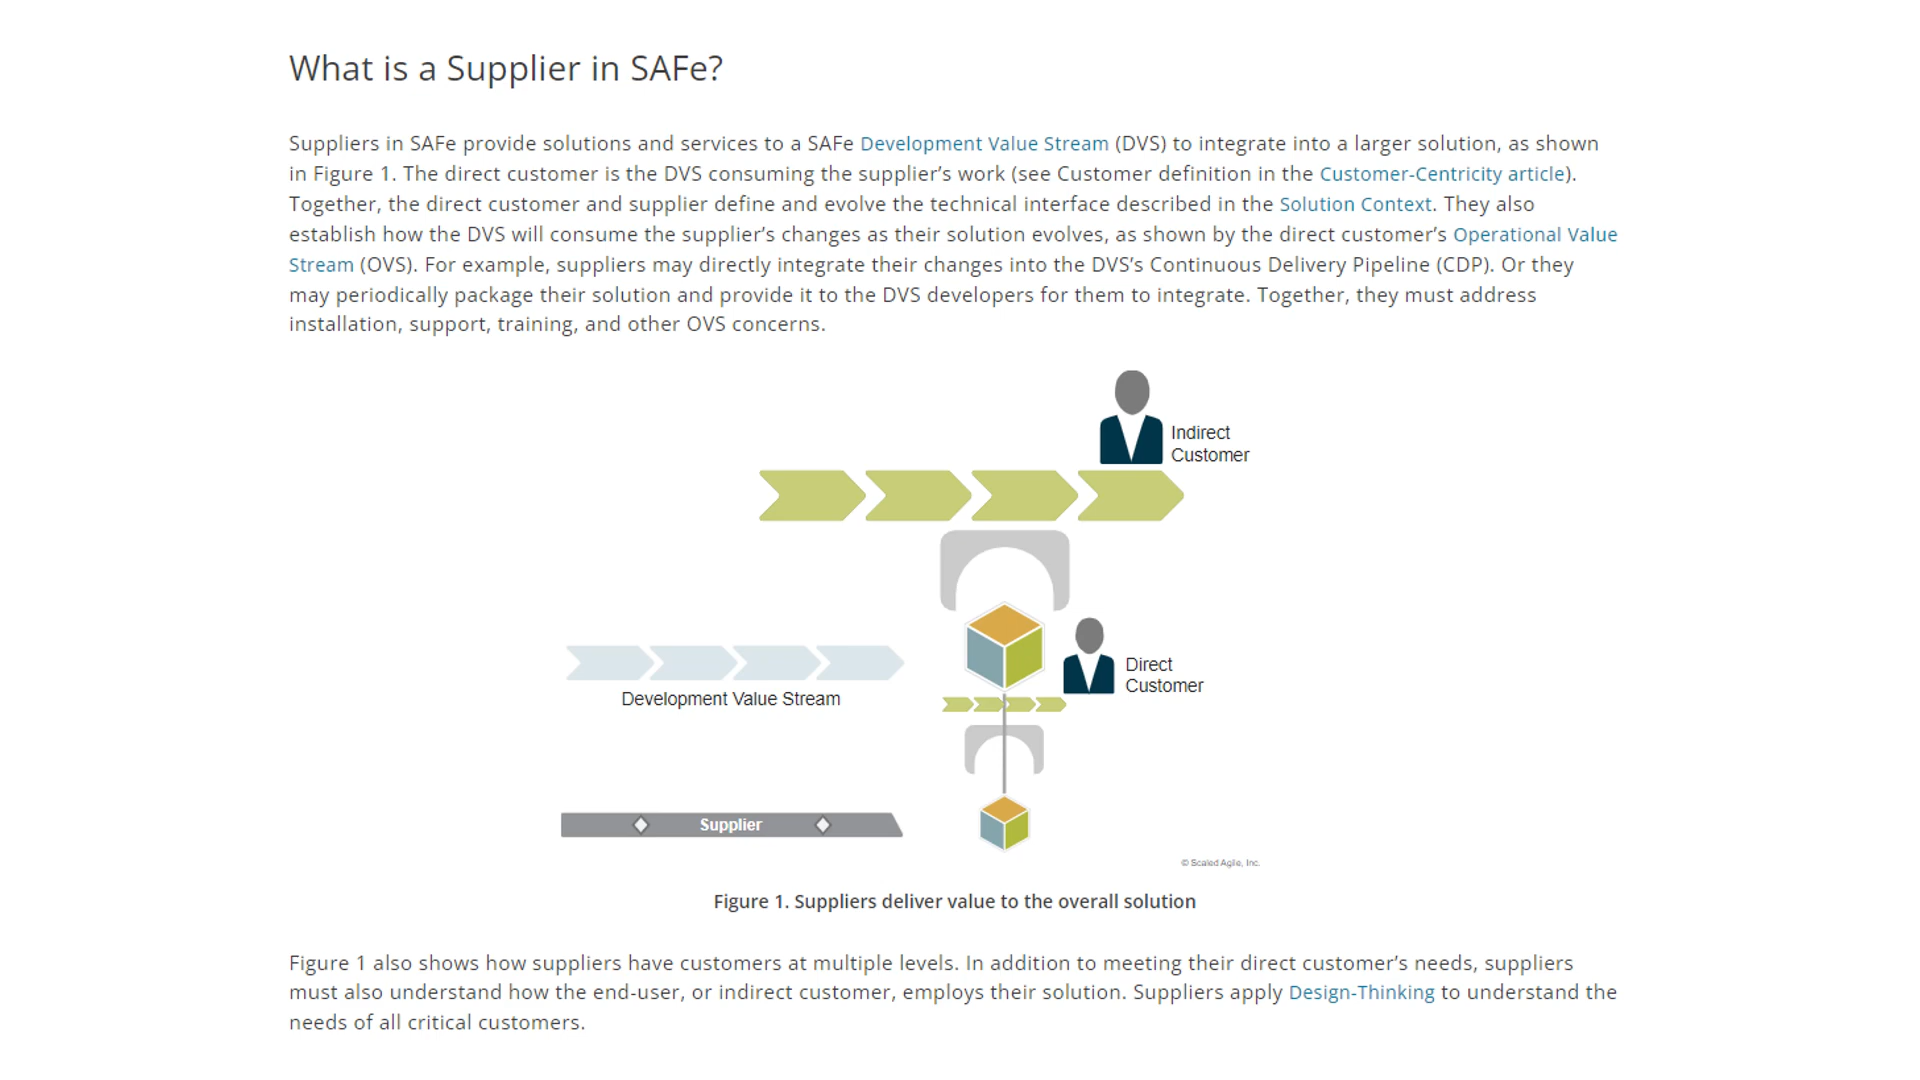 What is a Supplier in SAFe?
Suppliers in SAFe provide solutions and services to a SAFe Development Value Stream (DVS) to integrate into a larger solution, as shown
in Figure 1. The direct customer is the DVS consuming the supplier’s work (see Customer definition in the Customer-Centricity article).
Together, the direct customer and supplier define and evolve the technical interface described in the Solution Context. They also
establish how the DVS will consume the supplier’s changes as their solution evolves, as shown by the direct customer’s Operational Value
Stream (OVS). For example, suppliers may directly integrate their changes into the DVS’s Continuous Delivery Pipeline (CDP). Or they
may periodically package their solution and provide it to the DVS developers for them to integrate. Together, they must address
installation, support, training, and other OVS concerns.
Indirect
Customer
Direct
Customer
Development Value Stream
Supplier
© Scaled Agile, Inc.
Figure 1. Suppliers deliver value to the overall solution
Figure 1 also shows how suppliers have customers at multiple levels. In addition to meeting their direct customer’s needs, suppliers
must also understand how the end-user, or indirect customer, employs their solution. Suppliers apply Design-Thinking to understand the
needs of all critical customers.